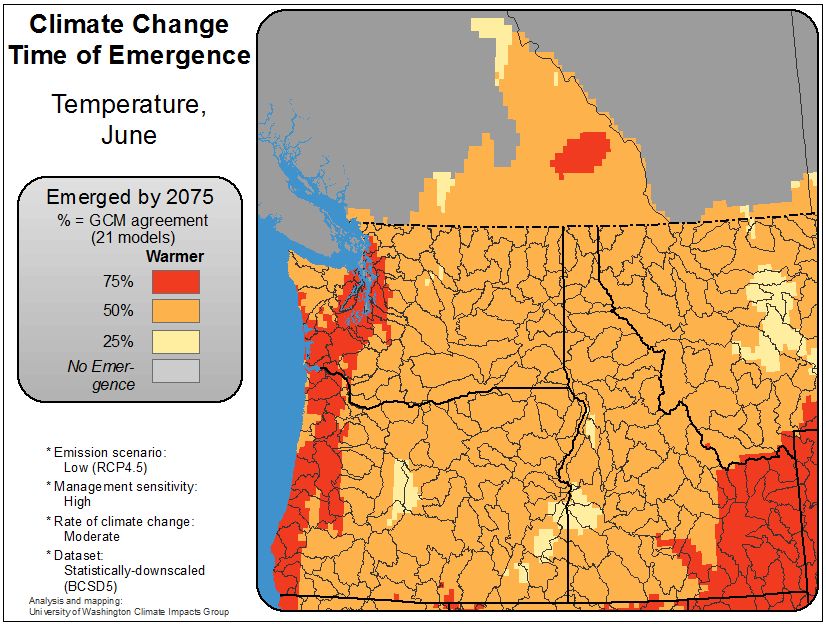 Climate Change
Time of Emergence
Temperature,
June
Emerged by 2075
% = GCM agreement
(21 models)
Warmer
75%
50%
25%
No Emer-
gence
* Emission scenario:
Low (RCP4.5)
* Management sensitivity:
High
* Rate of climate change:
Moderate
* Dataset:
Statistically-downscaled
(BCSD5)
Analysis and mapping:
University of Washington Climate Impacts Group